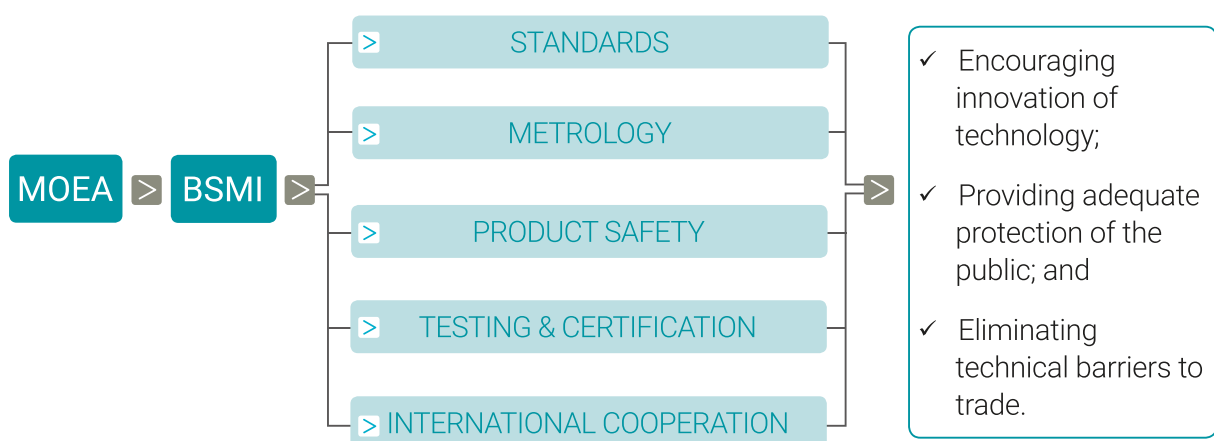 MOEA
BSMI
STANDARDS
METROLOGY
PRODUCT SAFETY
TESTING & CERTIFICATION
INTERNATIONAL COOPERATION
✓ Encouraging
innovation of
technology;
✓ Providing adequate
protection of the
public; and
✓ Eliminating
technical barriers to
trade.